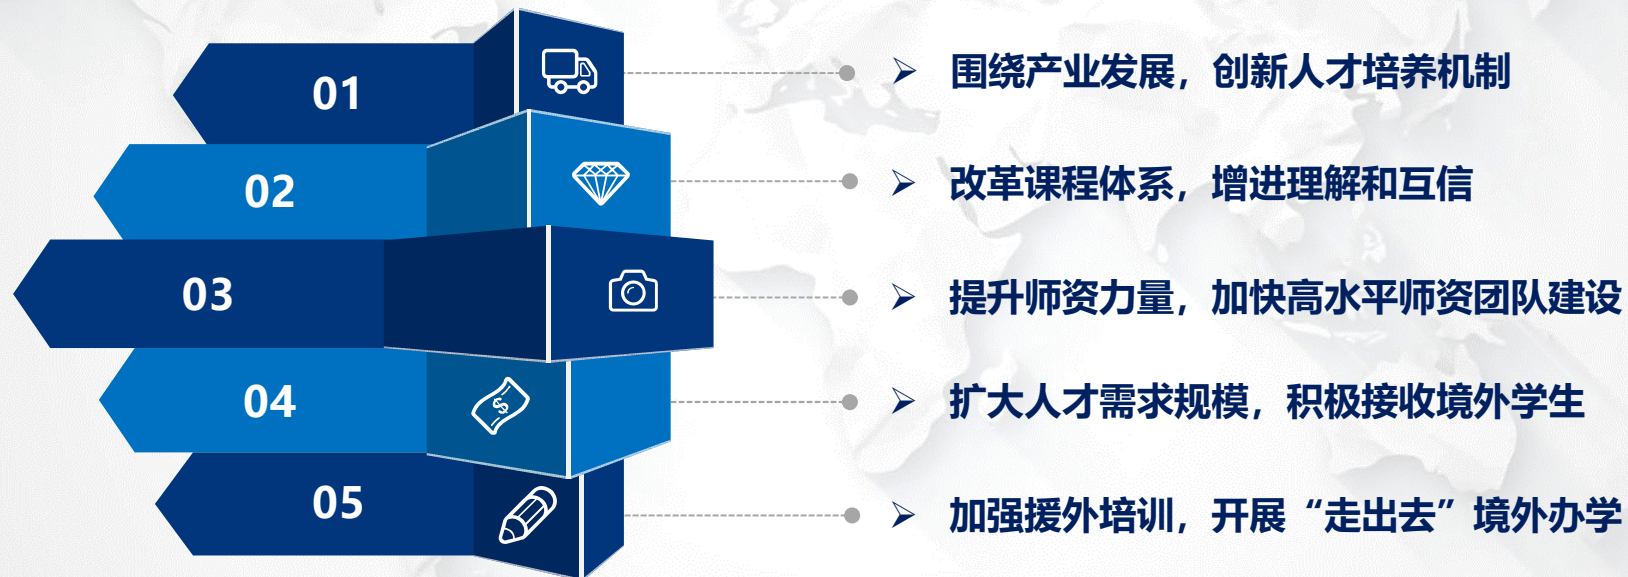 01
围绕产业发展，创新人才培养机制
02
改革课程体系，增进理解和互信
03
提升师资力量，加快高水平师资团队建设
04
$
扩大人才需求规模，积极接收境外学生
05
加强援外培训，开展“走出去”境外办学